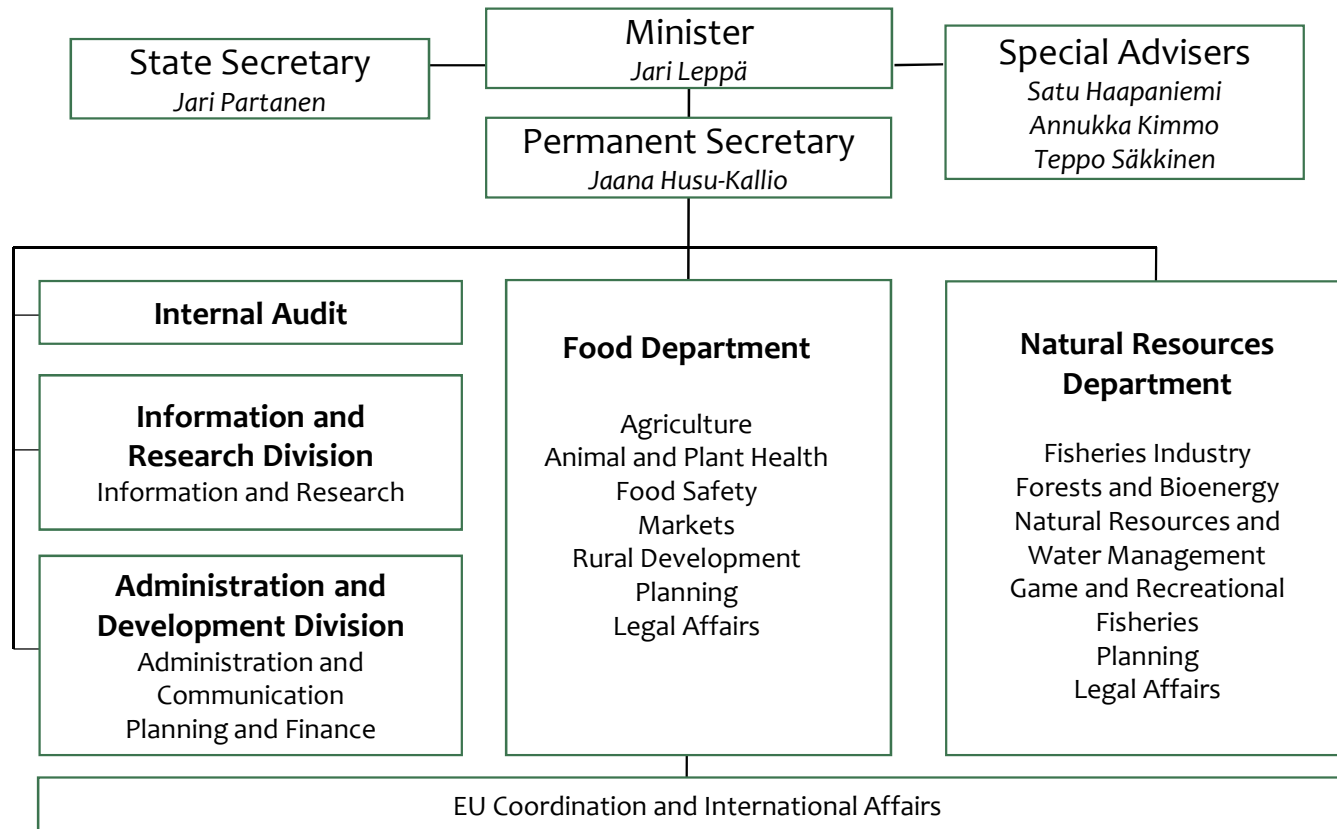 State Secretary
Jari Partanen
Minister
Jari Leppä
Special Advisers
Satu Haapaniemi
Annukka Kimmo
Teppo Säkkinen
Permanent Secretary
Jaana Husu-Kallio
Internal Audit
Information and
Research Division
Information and Research
Administration and
Development Division
Administration and
Communication
Planning and Finance
Food Department
Agriculture
Animal and Plant Health
Food Safety
Markets
Rural Development
Planning
Legal Affairs
Natural Resources
Department
Fisheries Industry
Forests and Bioenergy
Natural Resources and
Water Management
Game and Recreational
Fisheries
Planning
Legal Affairs
EU Coordination and International Affairs